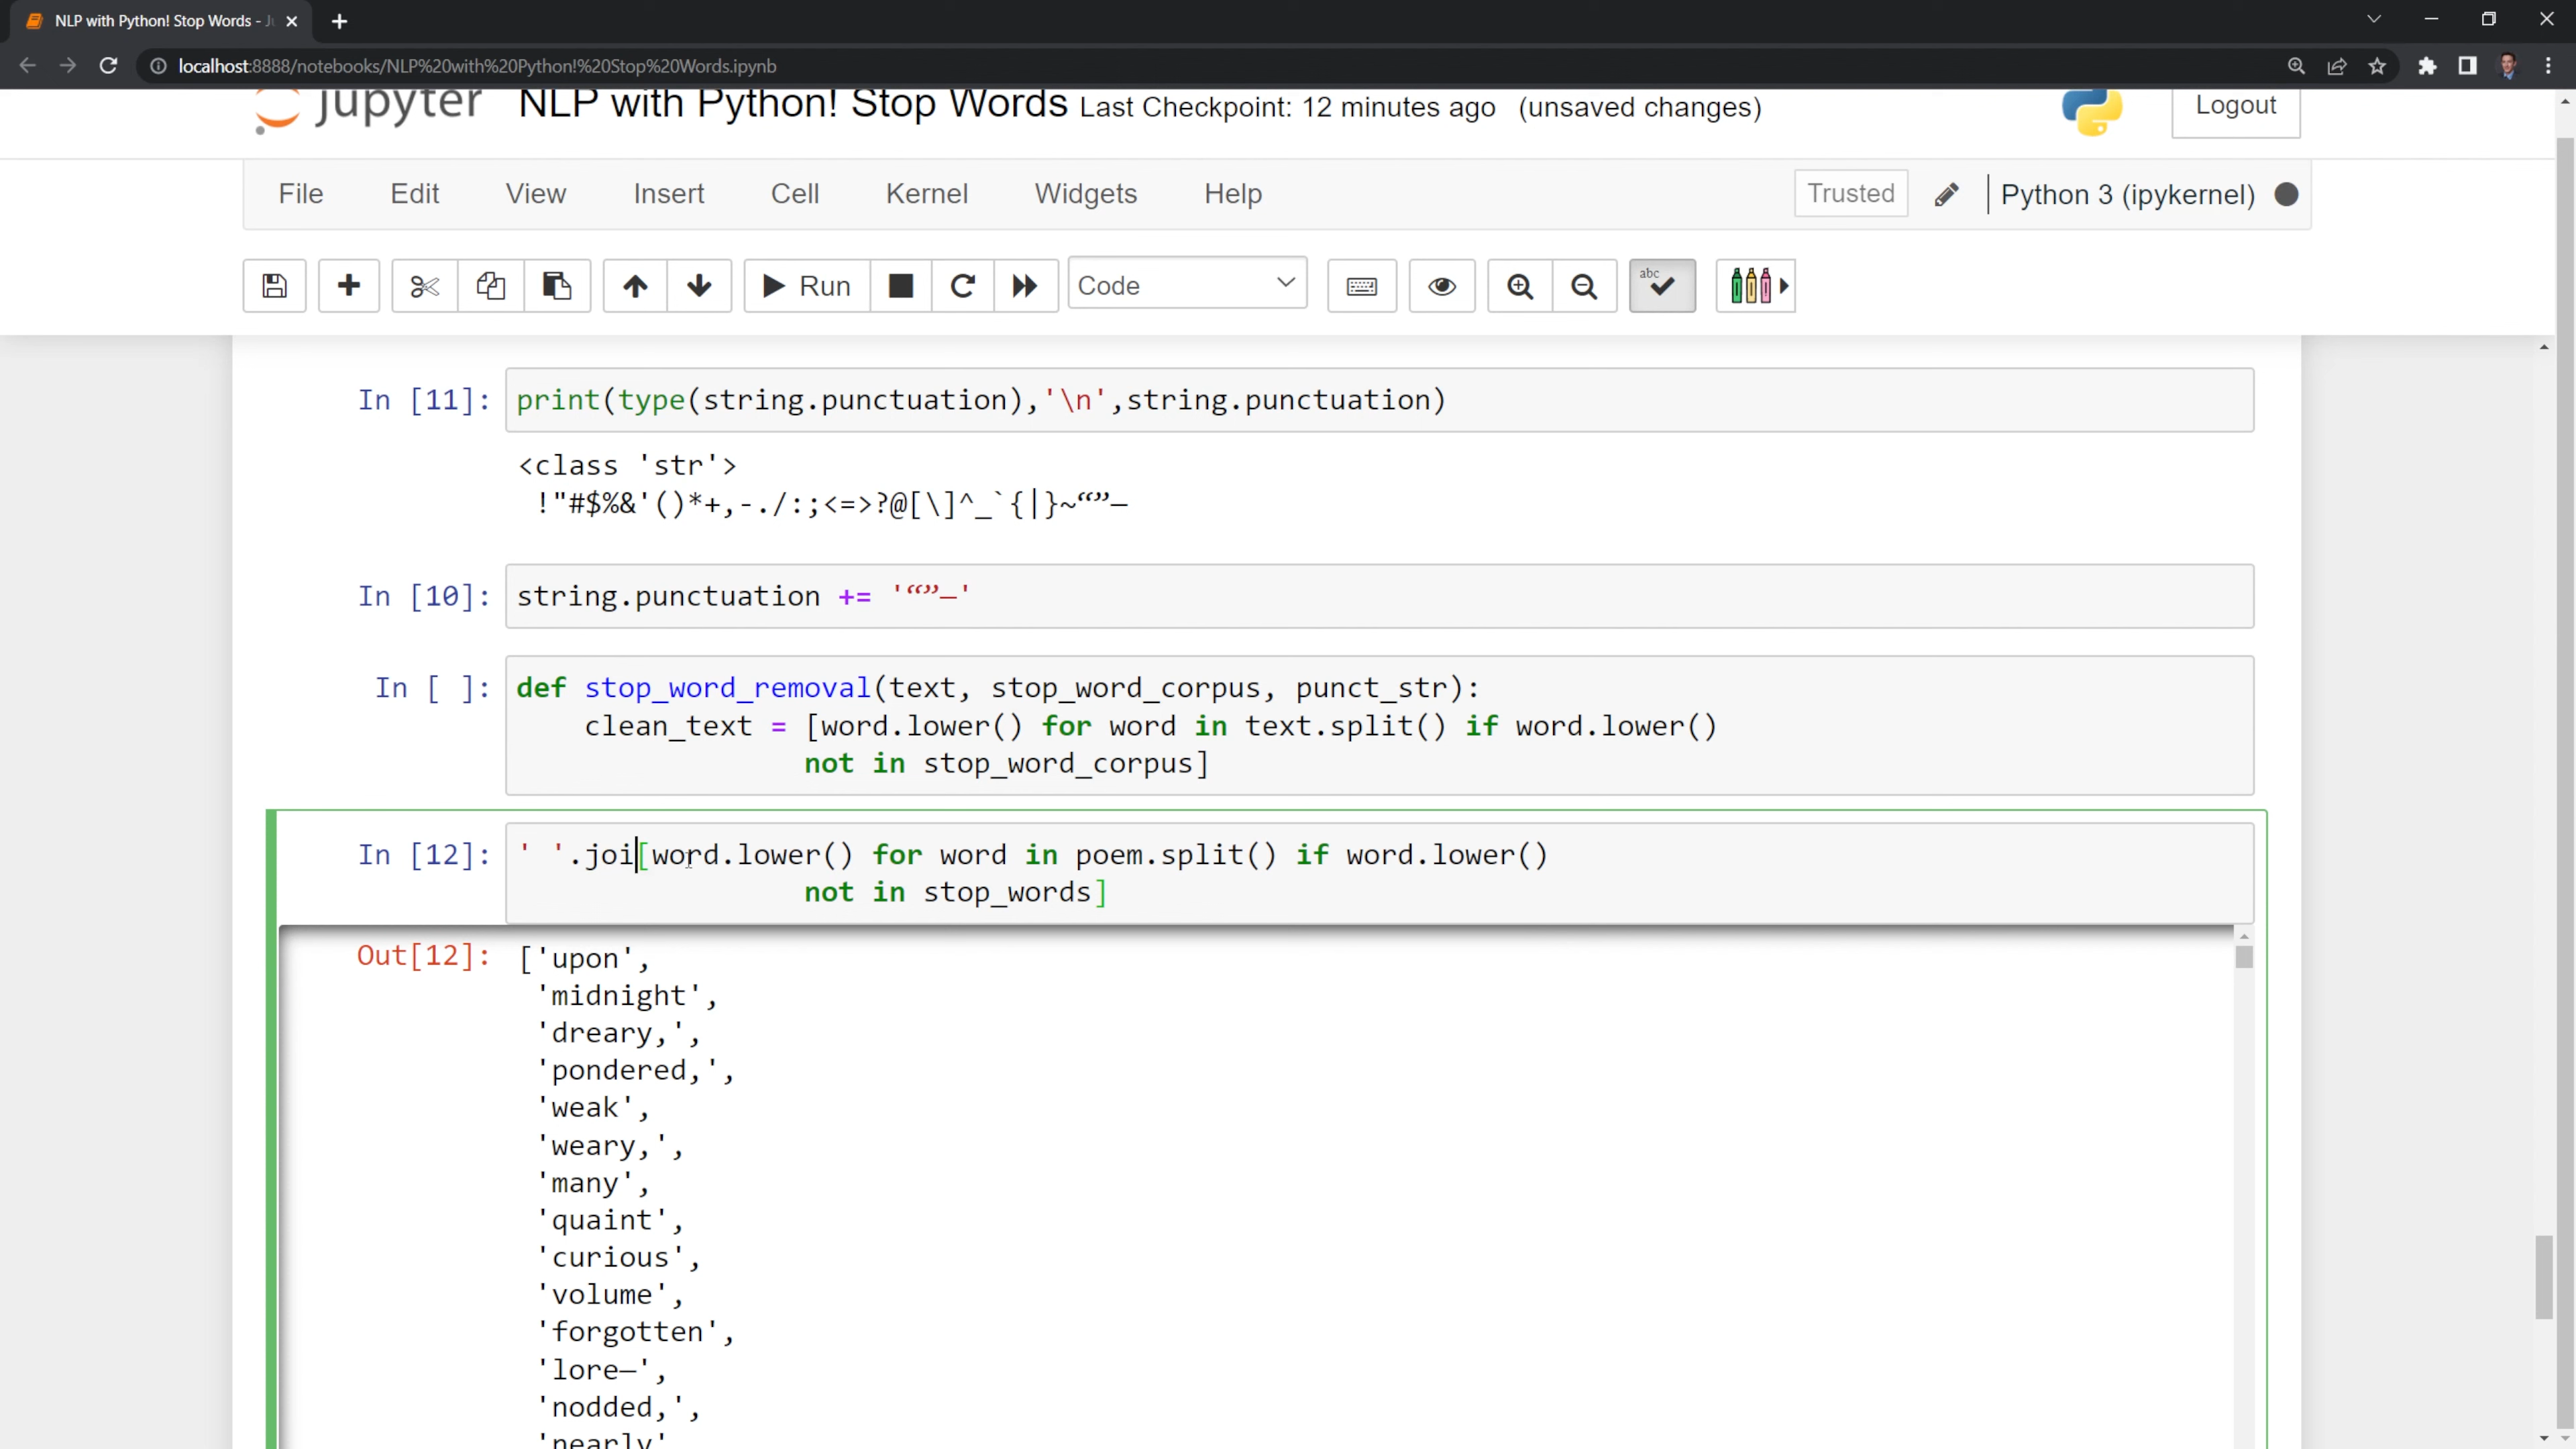 NLP with Python! Stop Words - Ju
localhost:8888/notebooks/NLP%20with%20Python!%20Stop%20Words.ipynb
jupyter NLP with Python! Stop Words Last Checkpoint: 12 minutes ago (unsaved changes) Logout
File Edit View Insert Cell Kernel Widgets Help Trusted Python 3 (ipykernel)
Run Code abc
In [11]: print(type(string.punctuation),'\n',string.punctuation)
<class 'str'>
!"#$%&'()*+,-./:;<=>?@[\]^_`{|}~“”—
In [10]: string.punctuation += '“”—'
In [ ]: def stop_word_removal(text, stop_word_corpus, punct_str):
clean_text = [word.lower() for word in text.split() if word.lower()
not in stop_word_corpus]
In [12]: ' '.joi[word.lower() for word in poem.split() if word.lower()
not in stop_words]
Out[12]: ['upon',
'midnight',
'dreary,',
'pondered,',
'weak',
'weary,',
'many',
'quaint',
'curious',
'volume',
'forgotten',
'lore—',
'nodded,',
'nearly'